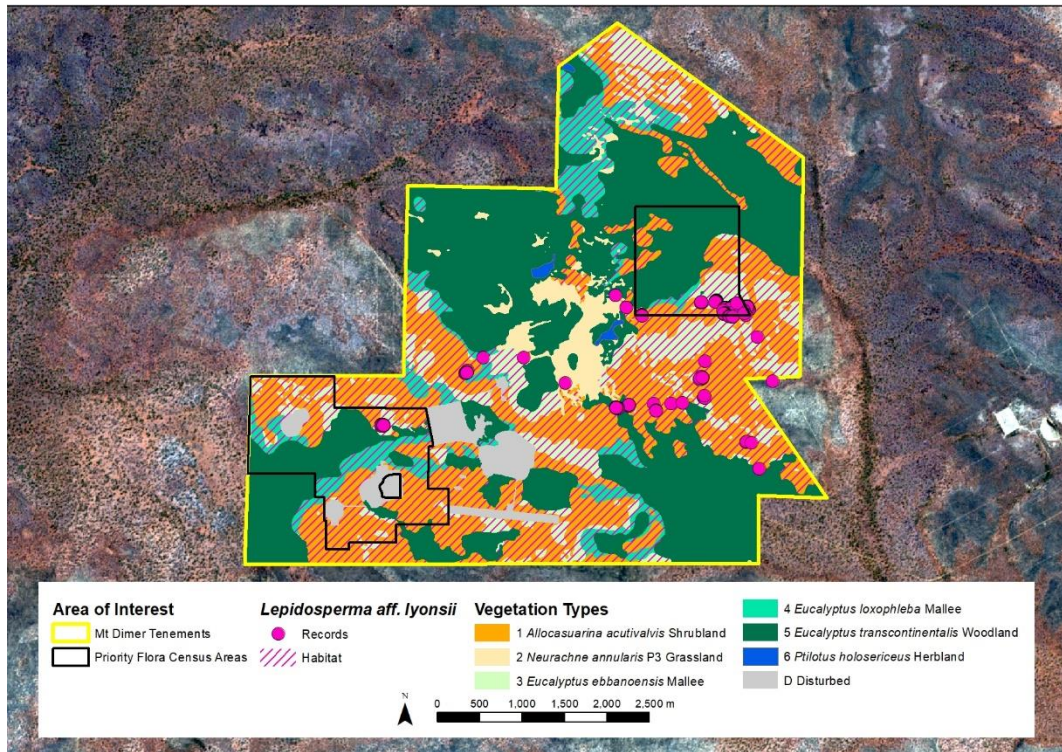 Area of Interest
Mt Dimer Tenements
Priority Flora Census Areas
Lepidosperma aff. lyonsii
Records
Habitat
Vegetation Types
1 Allocasuarina acutivalvis Shrubland
2 Neurachne annularis P3 Grassland
3 Eucalyptus ebbanoensis Mallee
4 Eucalyptus loxophleba Mallee
5 Eucalyptus transcontinentalis Woodland
6 Ptilotus holosericeus Herbland
D Disturbed
N
0 500 1,000 1,500 2,000 2,500 m